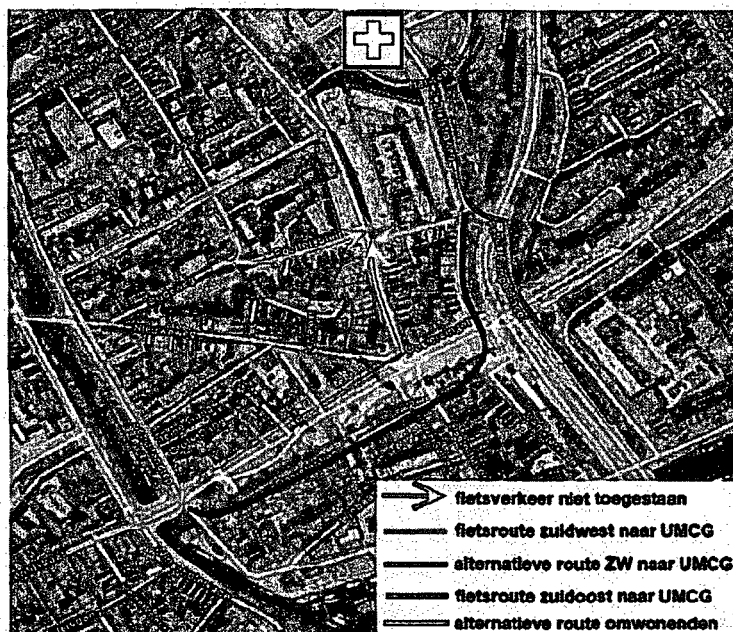 fietsverkeer niet toegestaan
fietsroute zuidwest naar UMCG
alternatieve route ZW naar UMCG
fietsroute zuidoost naar UMCG
alternatieve route omwonenden